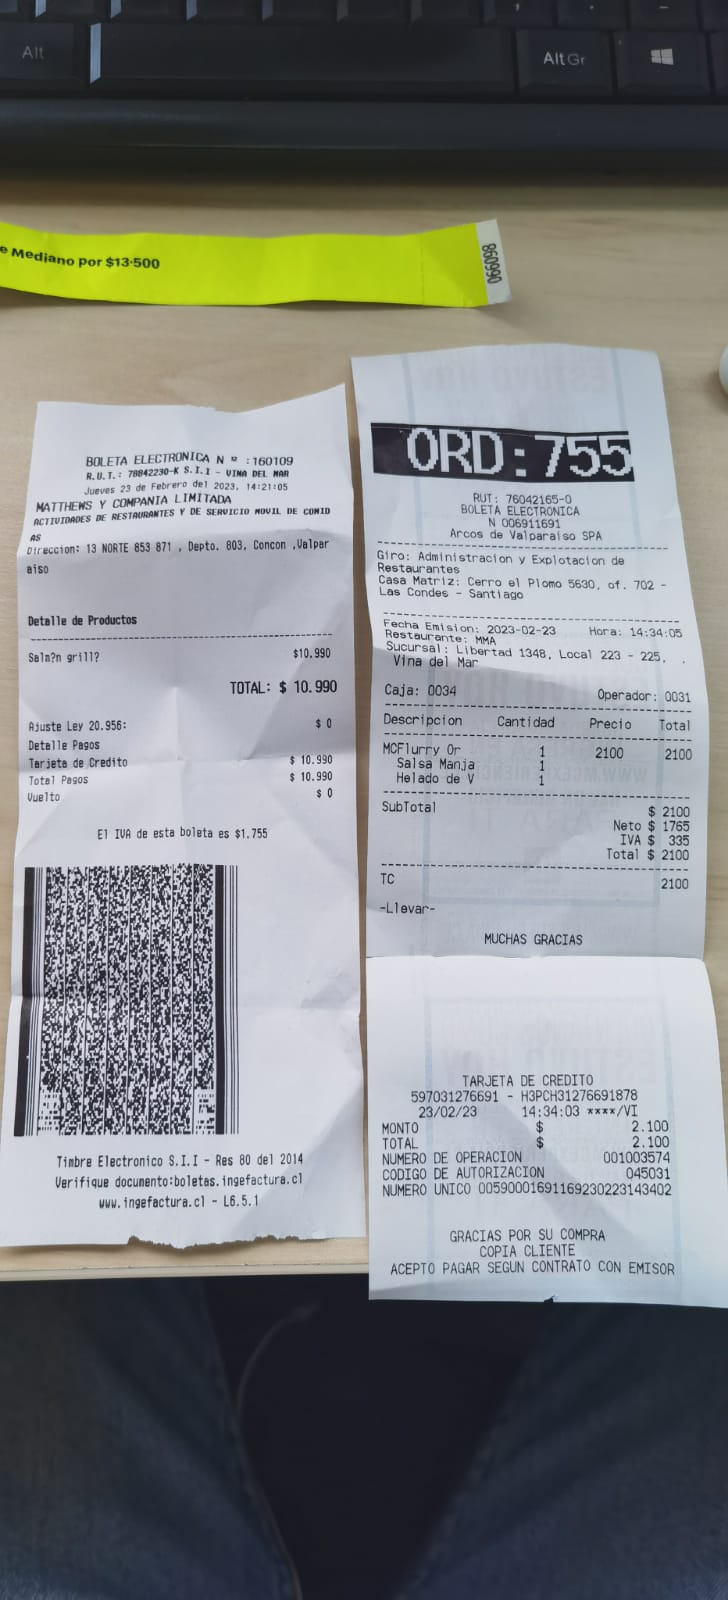 Alt
Alt Gr
e Mediano por $13.500
066098
BOLETA ELECTRONICA N º :160109
R.U.T.: 78842230-K S.I.I - VINA DEL MAR
Jueves 23 de Febrero del 2023, 14:21:05
MATTHEWS Y COMPANIA LIMITADA
ACTIVIDADES DE RESTAURANTES Y DE SERVICIO MOVIL DE COMID
AS
Direccion: 13 NORTE 853 871 , Depto. 803, Concon ,Valpar
aiso
Detalle de Productos
Salm?n grill? $10.990
TOTAL: $ 10.990
Ajuste Ley 20.956: $ 0
Detalle Pagos
Tarjeta de Credito $ 10.990
Total Pagos $ 10.990
Vuelto $ 0
El IVA de esta boleta es $1.755
Timbre Electronico S.I.I - Res 80 del 2014
Verifique documento:boletas.ingefactura.cl
www.ingefactura.cl - L6.5.1
ORD:755
RUT: 76042165-0
BOLETA ELECTRONICA
N 006911691
Arcos de Valparaiso SPA
Giro: Administracion y Explotacion de
Restaurantes
Casa Matriz: Cerro el Plomo 5630, of. 702 -
Las Condes - Santiago
Fecha Emision: 2023-02-23 Hora: 14:34:05
Restaurante: MMA
Sucursal: Libertad 1348, Local 223 - 225, .
Vina del Mar
Caja: 0034 Operador: 0031
Descripcion Cantidad Precio Total
MCFlurry Or 1 2100 2100
Salsa Manja 1
Helado de V 1
SubTotal $ 2100
Neto $ 1765
IVA $ 335
Total $ 2100
TC 2100
-Llevar-
MUCHAS GRACIAS
TARJETA DE CREDITO
597031276691 - H3PCH31276691878
23/02/23 14:34:03 ****/VI
MONTO $ 2.100
TOTAL $ 2.100
NUMERO DE OPERACION 001003574
CODIGO DE AUTORIZACION 045031
NUMERO UNICO 00590001691169230223143402
GRACIAS POR SU COMPRA
COPIA CLIENTE
ACEPTO PAGAR SEGUN CONTRATO CON EMISOR